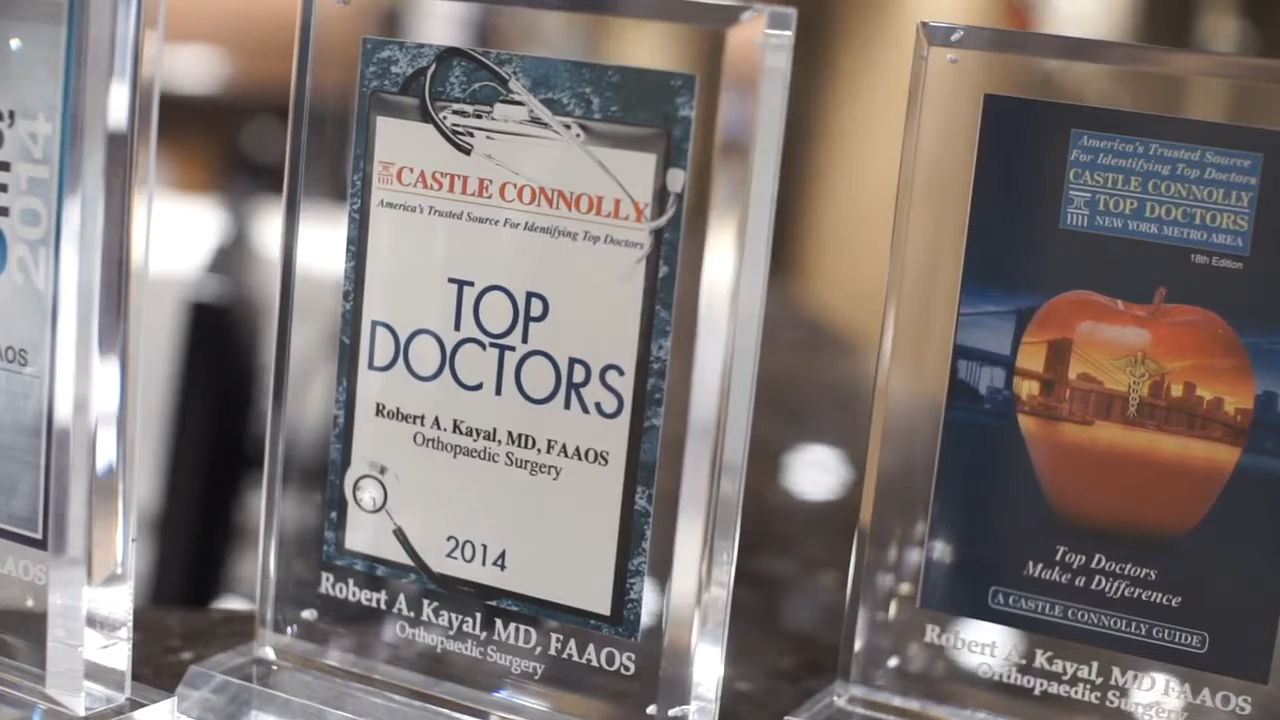 2014
AOS
AAOS
CASTLE CONNOLLY
America's Trusted Source For Identifying Top Doctors
TOP
DOCTORS
Robert A. Kayal, MD, FAAOS
Orthopaedic Surgery
2014
Robert A. Kayal, MD, FAAOS
Orthopaedic Surgery
America's Trusted Source
For Identifying Top Doctors
CASTLE CONNOLLY
TOP DOCTORS
NEW YORK METRO AREA
18th Edition
Top Doctors
Make a Difference
A CASTLE CONNOLLY GUIDE
Robert A. Kayal, MD FAAOS
Orthopaedic Surgery